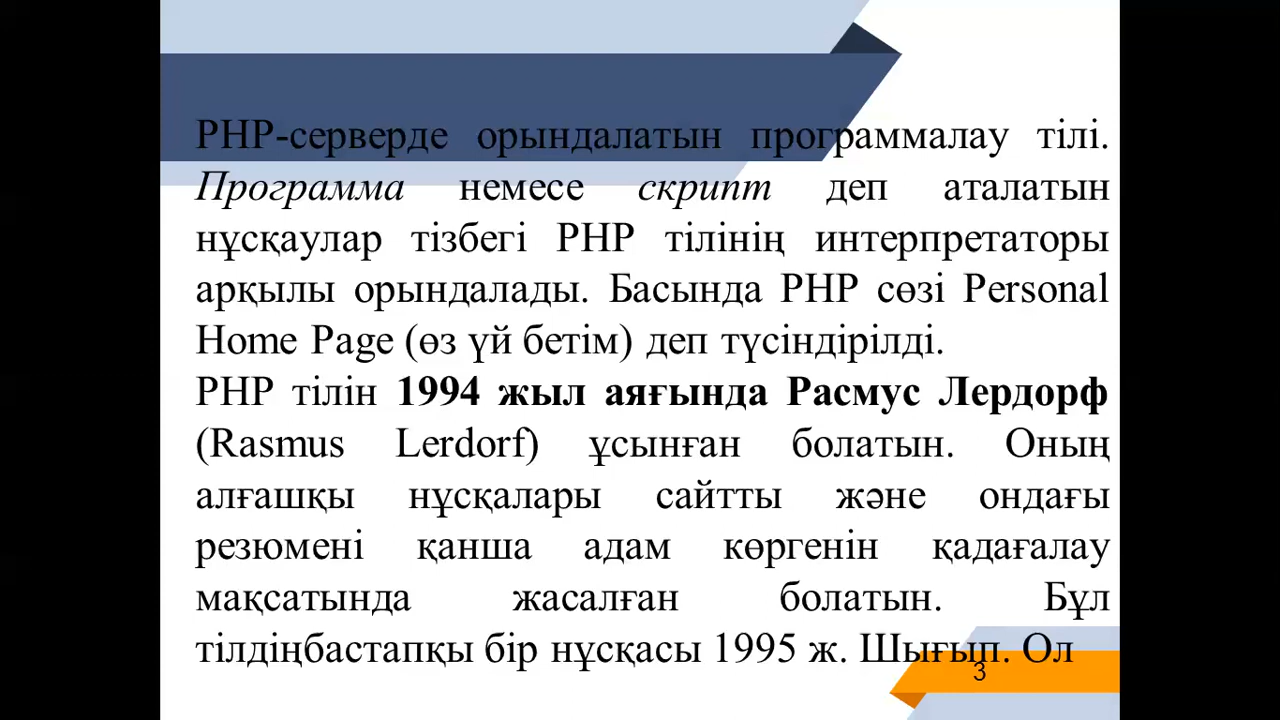 PHP-серверде орындалатын программалау тілі.
Программа немесе скрипт деп аталатын
нұсқаулар тізбегі PHP тілінің интерпретаторы
арқылы орындалады. Басында PHP сөзі Personal
Home Page (өз үй бетім) деп түсіндірілді.
PHP тілін 1994 жыл аяғында Расмус Лердорф
(Rasmus Lerdorf) ұсынған болатын. Оның
алғашқы нұсқалары сайтты және ондағы
резюмені қанша адам көргенін қадағалау
мақсатында жасалған болатын. Бұл
тілдіңбастапқы бір нұсқасы 1995 ж. Шығып. Ол
3